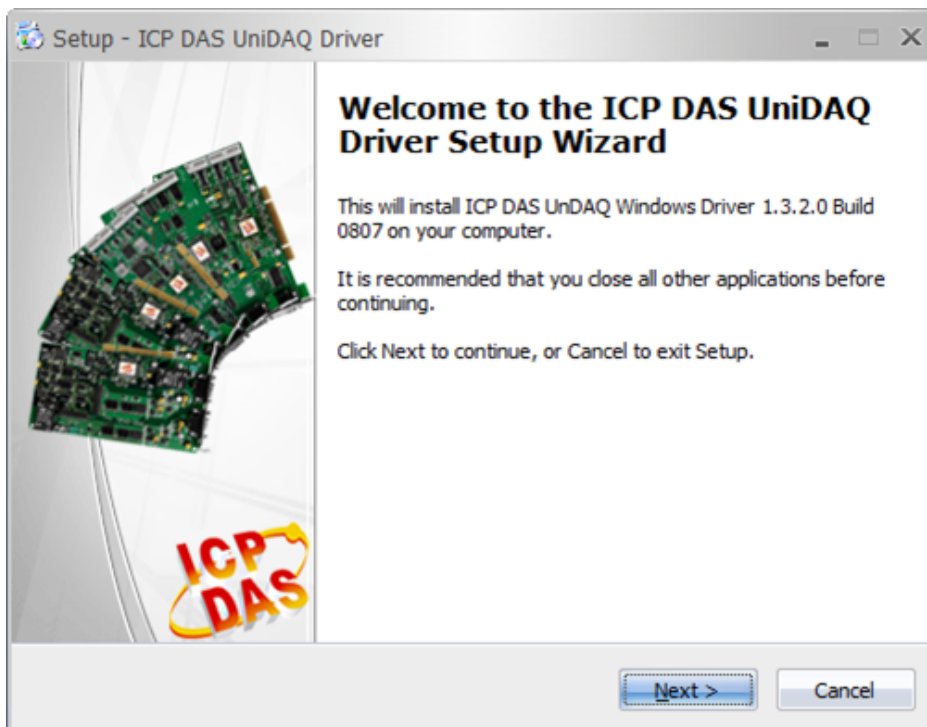 Setup - ICP DAS UniDAQ Driver
Welcome to the ICP DAS UniDAQ
Driver Setup Wizard
This will install ICP DAS UnDAQ Windows Driver 1.3.2.0 Build
0807 on your computer.
It is recommended that you close all other applications before
continuing.
Click Next to continue, or Cancel to exit Setup.
ICP
DAS
Next >
Cancel